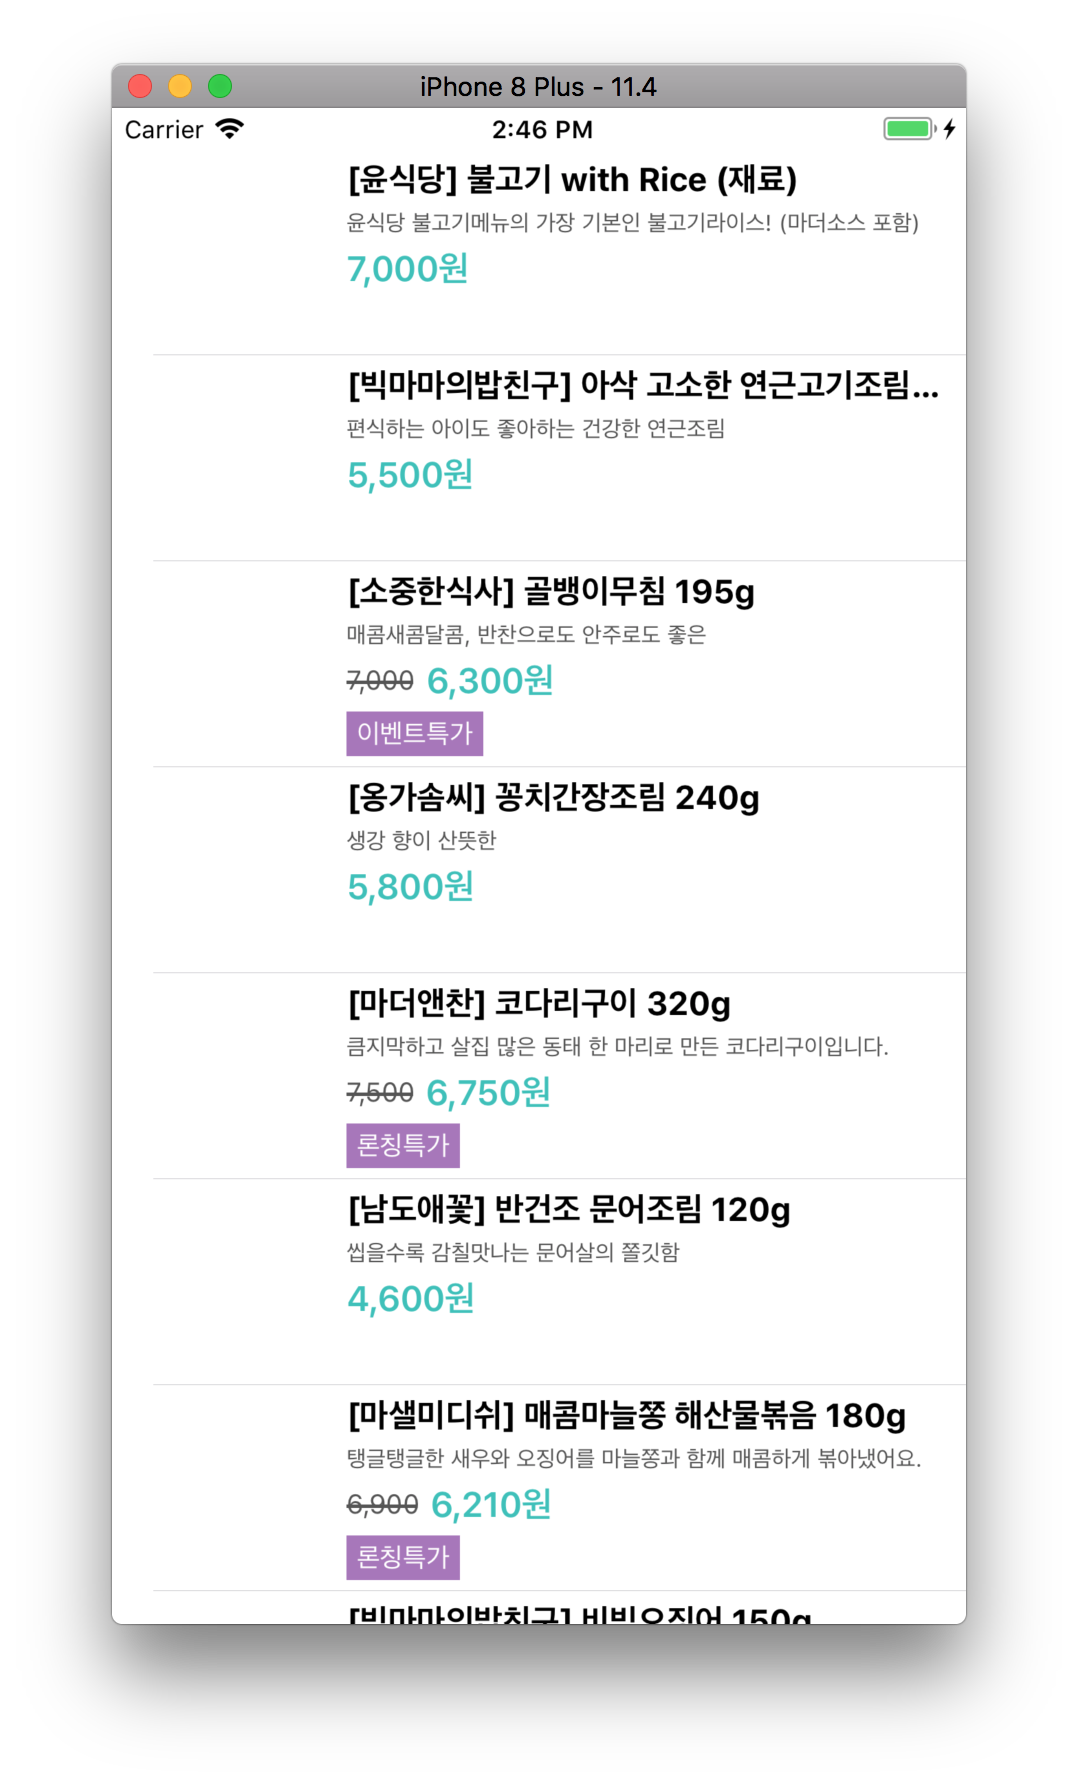 iPhone 8 Plus - 11.4
Carrier 2:46 PM
[윤식당] 불고기 with Rice (재료)
윤식당 불고기메뉴의 가장 기본인 불고기라이스! (마더소스 포함)
7,000원
[빅마마의밥친구] 아삭 고소한 연근고기조림...
편식하는 아이도 좋아하는 건강한 연근조림
5,500원
[소중한식사] 골뱅이무침 195g
매콤새콤달콤, 반찬으로도 안주로도 좋은
7,000 6,300원
이벤트특가
[옹가솜씨] 꽁치간장조림 240g
생강 향이 산뜻한
5,800원
[마더앤찬] 코다리구이 320g
큼지막하고 살집 많은 동태 한 마리로 만든 코다리구이입니다.
7,500 6,750원
론칭특가
[남도애꽃] 반건조 문어조림 120g
씹을수록 감칠맛나는 문어살의 쫄깃함
4,600원
[마샐미디쉬] 매콤마늘쫑 해산물볶음 180g
탱글탱글한 새우와 오징어를 마늘쫑과 함께 매콤하게 볶아냈어요.
6,900 6,210원
론칭특가
[빅마마의밥친구] 비빔오징어 150g